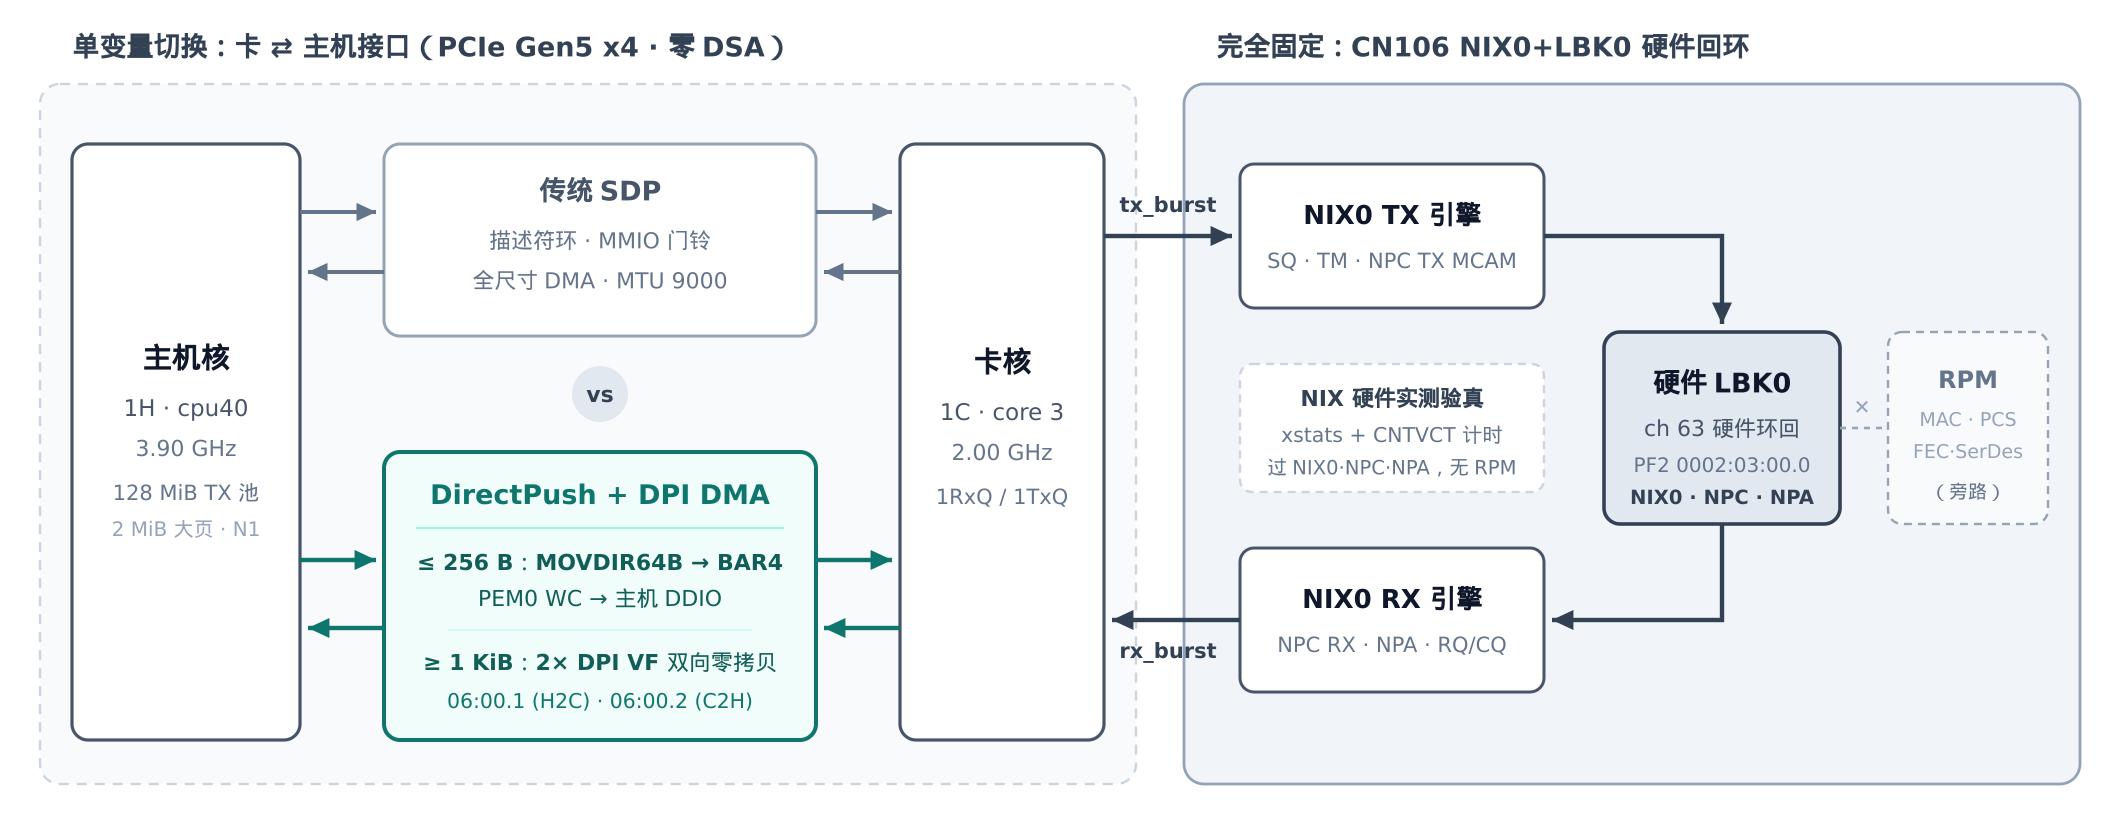 单变量切换：卡 ⇄ 主机接口（PCIe Gen5 x4 · 零 DSA）
完全固定：CN106 NIX0+LBK0 硬件回环
主机核
1H · cpu40
3.90 GHz
128 MiB TX 池
2 MiB 大页 · N1
传统 SDP
描述符环 · MMIO 门铃
全尺寸 DMA · MTU 9000
vs
DirectPush + DPI DMA
≤ 256 B：MOVDIR64B → BAR4
PEM0 WC → 主机 DDIO
≥ 1 KiB：2× DPI VF 双向零拷贝
06:00.1 (H2C) · 06:00.2 (C2H)
卡核
1C · core 3
2.00 GHz
1RxQ / 1TxQ
tx_burst
rx_burst
NIX0 TX 引擎
SQ · TM · NPC TX MCAM
NIX 硬件实测验真
xstats + CNTVCT 计时
过 NIX0·NPC·NPA，无 RPM
NIX0 RX 引擎
NPC RX · NPA · RQ/CQ
硬件 LBK0
ch 63 硬件环回
PF2 0002:03:00.0
NIX0 · NPC · NPA
×
RPM
MAC · PCS
FEC·SerDes
（旁路）